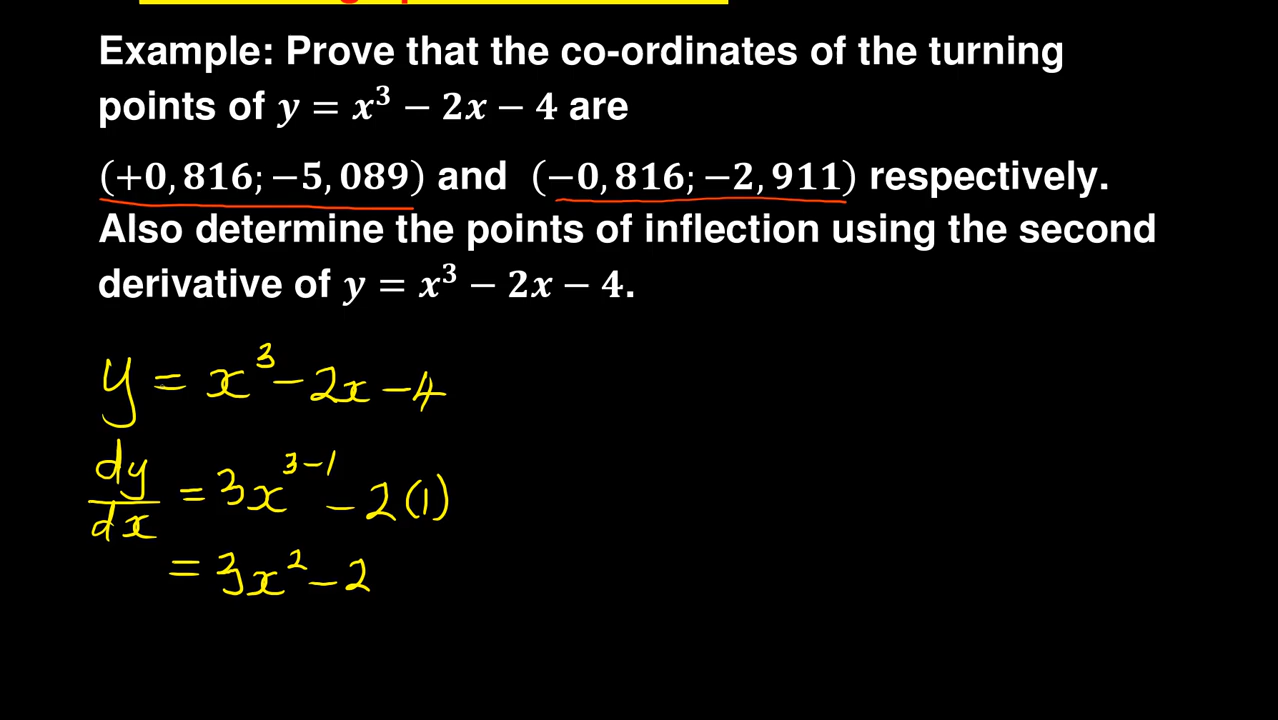 Example: Prove that the co-ordinates of the turning
points of y = x³ − 2x − 4 are
(+0, 816; −5, 089) and (−0, 816; −2, 911) respectively.
Also determine the points of inflection using the second
derivative of y = x³ − 2x − 4.
y = x³ − 2x − 4
dy/dx = 3x³⁻¹ − 2(1)
= 3x² − 2